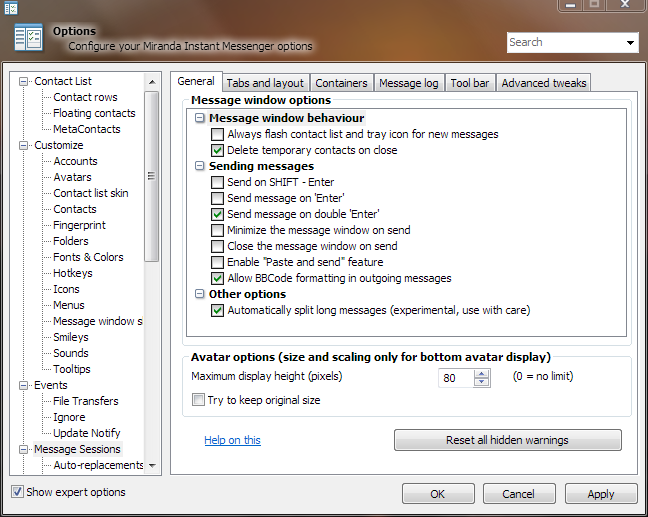 Options
Configure your Miranda Instant Messenger options
Search
Contact List
Contact rows
Floating contacts
MetaContacts
Customize
Accounts
Avatars
Contact list skin
Contacts
Fingerprint
Folders
Fonts & Colors
Hotkeys
Icons
Menus
Message window
Smileys
Sounds
Tooltips
Events
File Transfers
Ignore
Update Notify
Message Sessions
Auto-replacements
Show expert options
General Tabs and layout Containers Message log Tool bar Advanced tweaks
Message window options
Message window behaviour
Always flash contact list and tray icon for new messages
Delete temporary contacts on close
Sending messages
Send on SHIFT - Enter
Send message on 'Enter'
Send message on double 'Enter'
Minimize the message window on send
Close the message window on send
Enable "Paste and send" feature
Allow BBCode formatting in outgoing messages
Other options
Automatically split long messages (experimental, use with care)
Avatar options (size and scaling only for bottom avatar display)
Maximum display height (pixels) 80 (0 = no limit)
Try to keep original size
Help on this Reset all hidden warnings
OK Cancel Apply